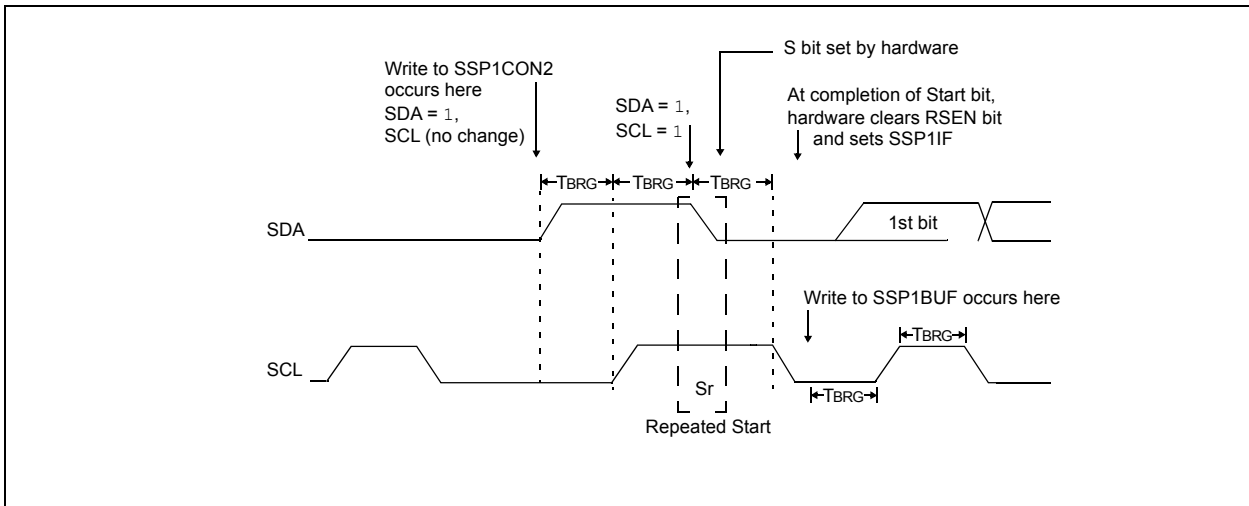 S bit set by hardware
Write to SSP1CON2
occurs here
SDA = 1,
SCL (no change)
SDA = 1,
SCL = 1
At completion of Start bit,
hardware clears RSEN bit
and sets SSP1IF
TBRG TBRG TBRG
SDA
1st bit
Write to SSP1BUF occurs here
TBRG
SCL
Sr
TBRG
Repeated Start